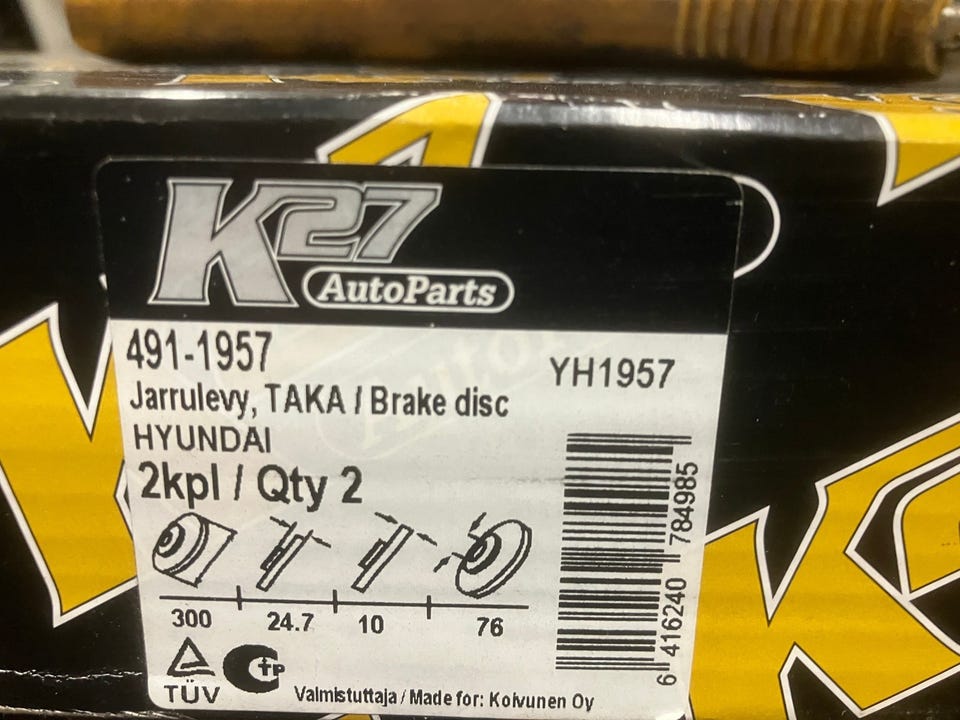 K27
AutoParts
491-1957
YH1957
Jarrulevy, TAKA / Brake disc
HYUNDAI
2kpl / Qty 2
300 24.7 10 76
6 416240 784985
TÜV
Valmistuttaja / Made for: Koivunen Oy